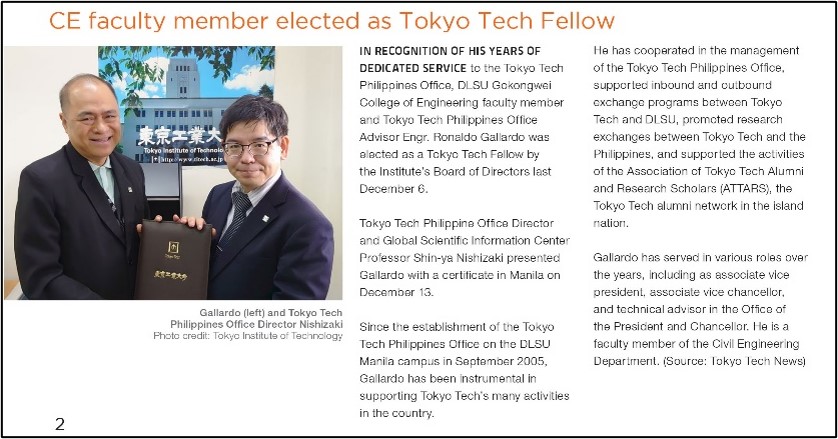 CE faculty member elected as Tokyo Tech Fellow
東京工業大
Tokyo Institute of Technolog
http://www.titech.ac.jp
東京工業大学
Gallardo (left) and Tokyo Tech
Philippines Office Director Nishizaki
Photo credit: Tokyo Institute of Technology
IN RECOGNITION OF HIS YEARS OF
DEDICATED SERVICE to the Tokyo Tech
Philippines Office, DLSU Gokongwei
College of Engineering faculty member
and Tokyo Tech Philippines Office
Advisor Engr. Ronaldo Gallardo was
elected as a Tokyo Tech Fellow by
the Institute's Board of Directors last
December 6.
Tokyo Tech Philippine Office Director
and Global Scientific Information Center
Professor Shin-ya Nishizaki presented
Gallardo with a certificate in Manila on
December 13.
Since the establishment of the Tokyo
Tech Philippines Office on the DLSU
Manila campus in September 2005,
Gallardo has been instrumental in
supporting Tokyo Tech's many activities
in the country.
He has cooperated in the management
of the Tokyo Tech Philippines Office,
supported inbound and outbound
exchange programs between Tokyo
Tech and DLSU, promoted research
exchanges between Tokyo Tech and the
Philippines, and supported the activities
of the Association of Tokyo Tech Alumni
and Research Scholars (ATTARS), the
Tokyo Tech alumni network in the island
nation.
Gallardo has served in various roles over
the years, including as associate vice
president, associate vice chancellor,
and technical advisor in the Office of
the President and Chancellor. He is a
faculty member of the Civil Engineering
Department. (Source: Tokyo Tech News)
2